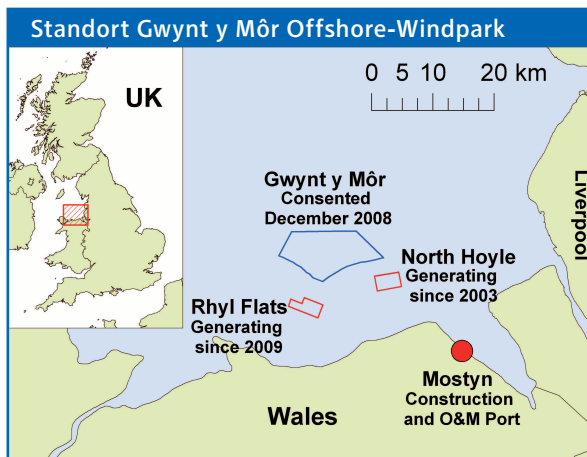 Standort Gwynt y Môr Offshore-Windpark
UK
0 5 10 20 km
Gwynt y Môr
Consented
December 2008
Liverpool
North Hoyle
Generating
since 2003
Rhyl Flats
Generating
since 2009
Mostyn
Construction
and O&M Port
Wales